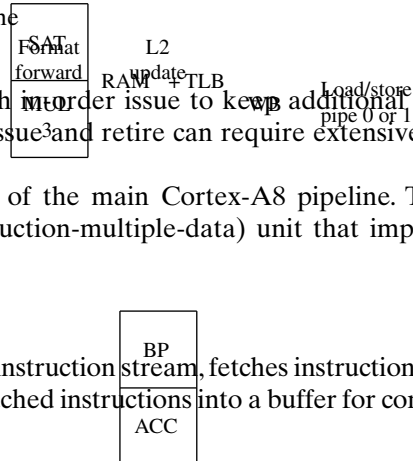 ne
SAT
Format
forward
L2
update
RAM + TLB
MUL
3
WB
Load/store
pipe 0 or 1
h in-order issue to keep additional
ssue and retire can require extensive
of the main Cortex-A8 pipeline. T
uction-multiple-data) unit that imp
BP
instruction stream, fetches instruction
ched instructions into a buffer for con
ACC